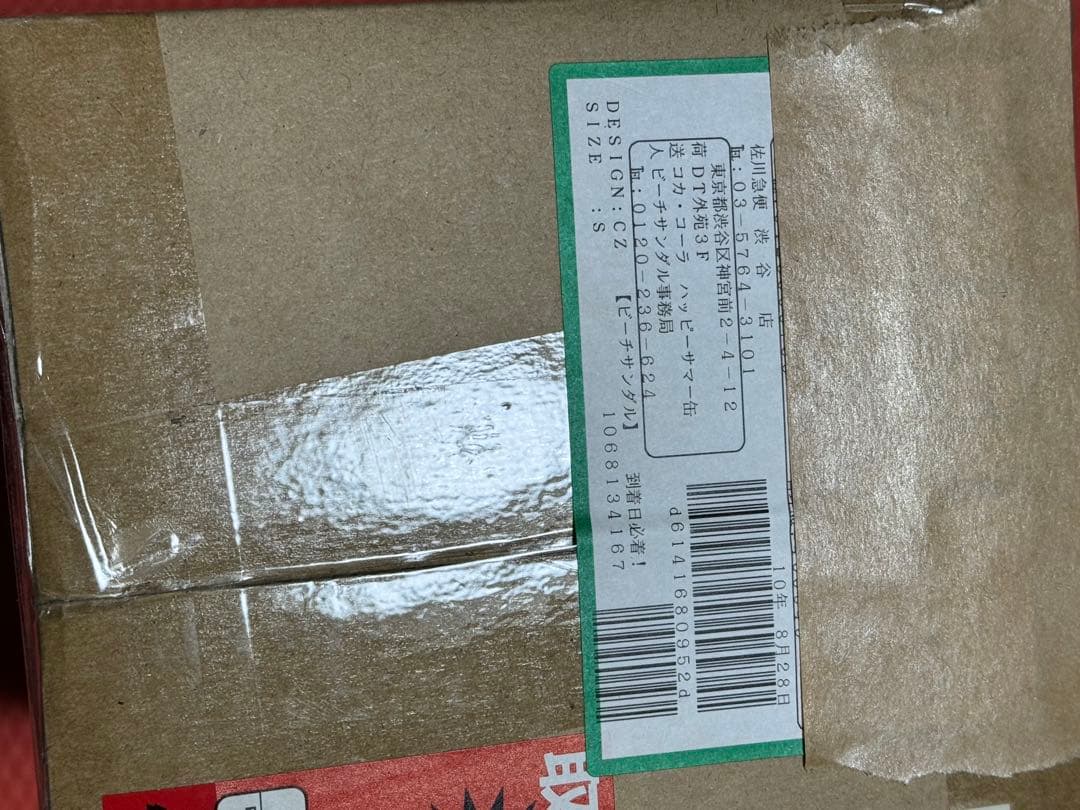 10年 8月28日
佐川急便 渋谷店
℡:03-5764-3101
東京都渋谷区神宮前2-4-12
荷送人
DT外苑3F
コカ・コーラ ハッピーサマー缶
ビーチサンダル事務局
℡:0120-236-624
d6141680952d
【ビーチサンダル】 到着日必着!
DESIGN:CZ 10681134167
SIZE :S
取